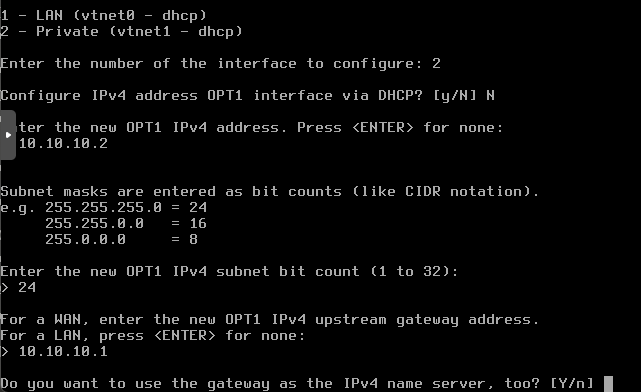 1 - LAN (vtnet0 - dhcp)
2 - Private (vtnet1 - dhcp)
Enter the number of the interface to configure: 2
Configure IPv4 address OPT1 interface via DHCP? [y/N] N
ter the new OPT1 IPv4 address. Press <ENTER> for none:
10.10.10.2
Subnet masks are entered as bit counts (like CIDR notation).
e.g. 255.255.255.0 = 24
255.255.0.0 = 16
255.0.0.0 = 8
Enter the new OPT1 IPv4 subnet bit count (1 to 32):
> 24
For a WAN, enter the new OPT1 IPv4 upstream gateway address.
For a LAN, press <ENTER> for none:
> 10.10.10.1
Do you want to use the gateway as the IPv4 name server, too? [Y/n]